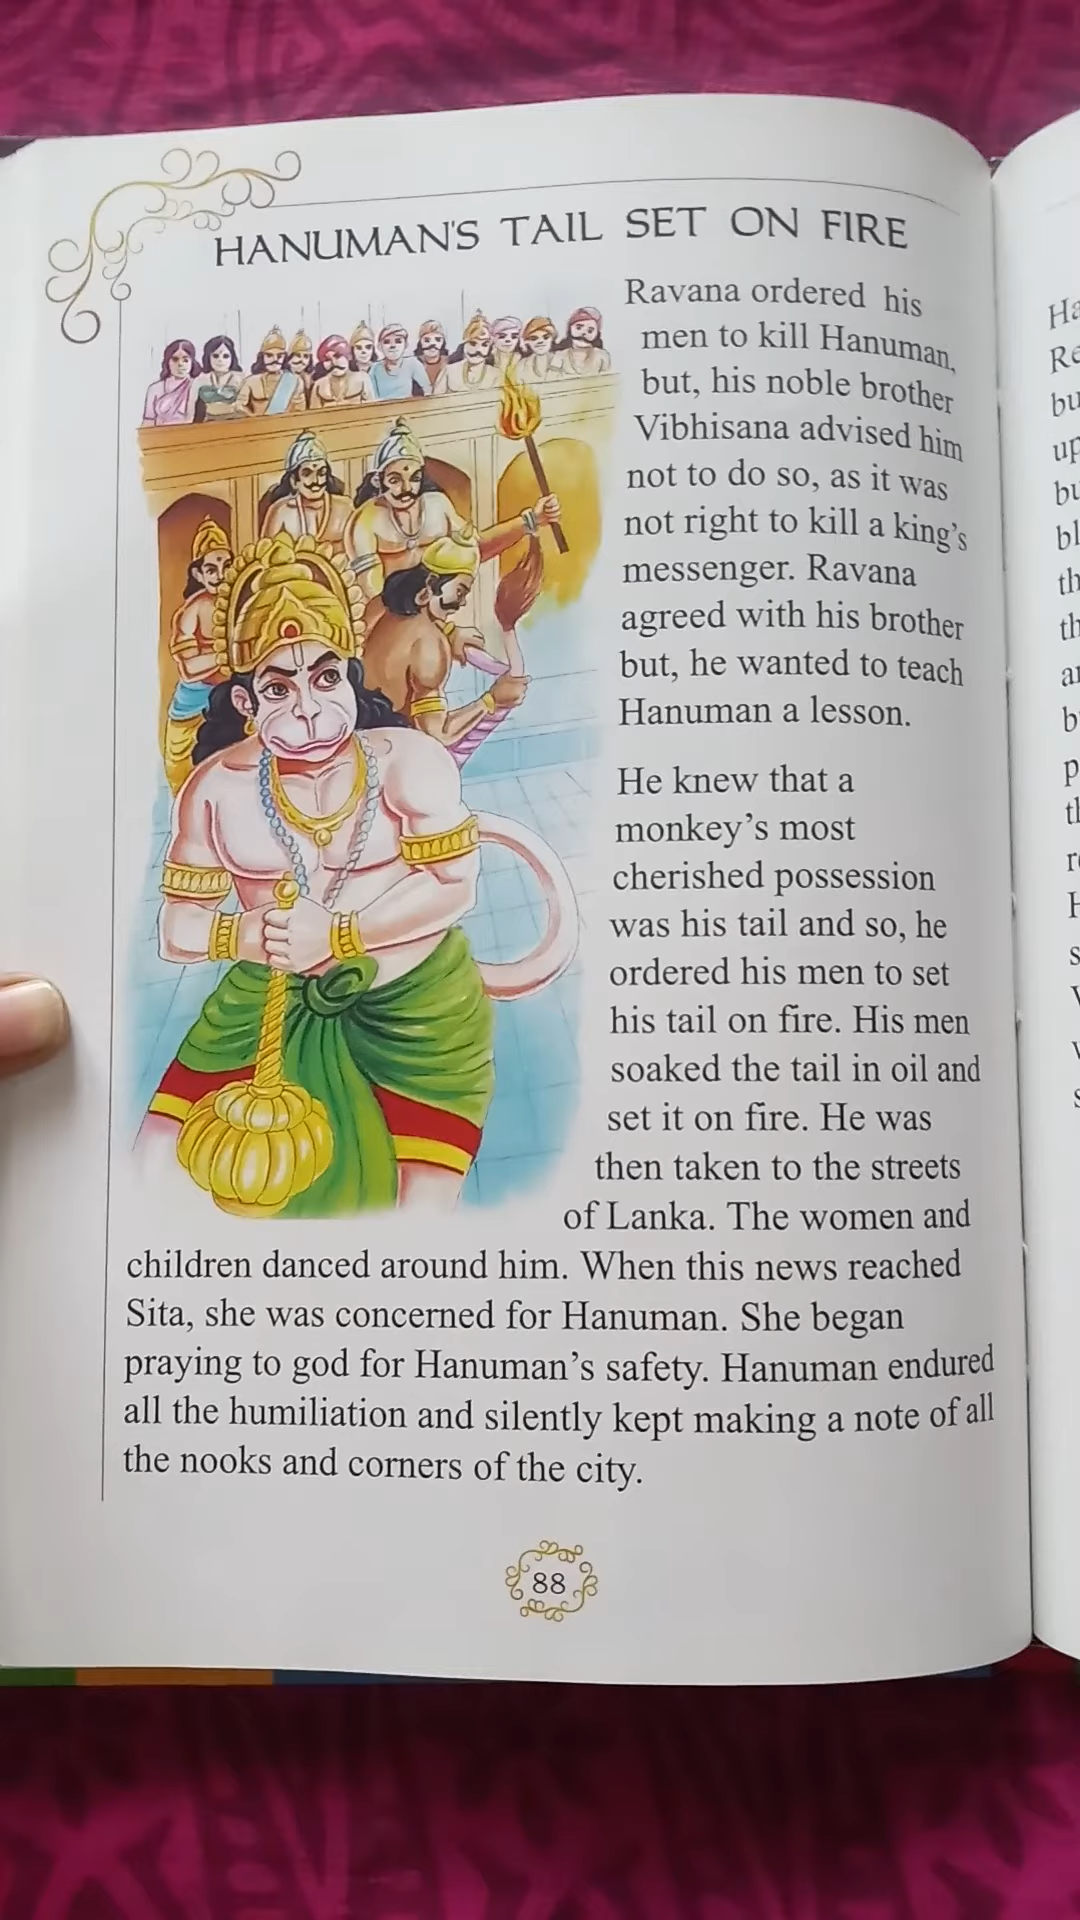 HANUMAN'S TAIL SET ON FIRE
Ravana ordered his
men to kill Hanuman,
but, his noble brother
Vibhisana advised him
not to do so, as it was
not right to kill a king's
messenger. Ravana
agreed with his brother
but, he wanted to teach
Hanuman a lesson.
He knew that a
monkey's most
cherished possession
was his tail and so, he
ordered his men to set
his tail on fire. His men
soaked the tail in oil and
set it on fire. He was
then taken to the streets
of Lanka. The women and
children danced around him. When this news reached
Sita, she was concerned for Hanuman. She began
praying to god for Hanuman's safety. Hanuman endured
all the humiliation and silently kept making a note of all
the nooks and corners of the city.
88